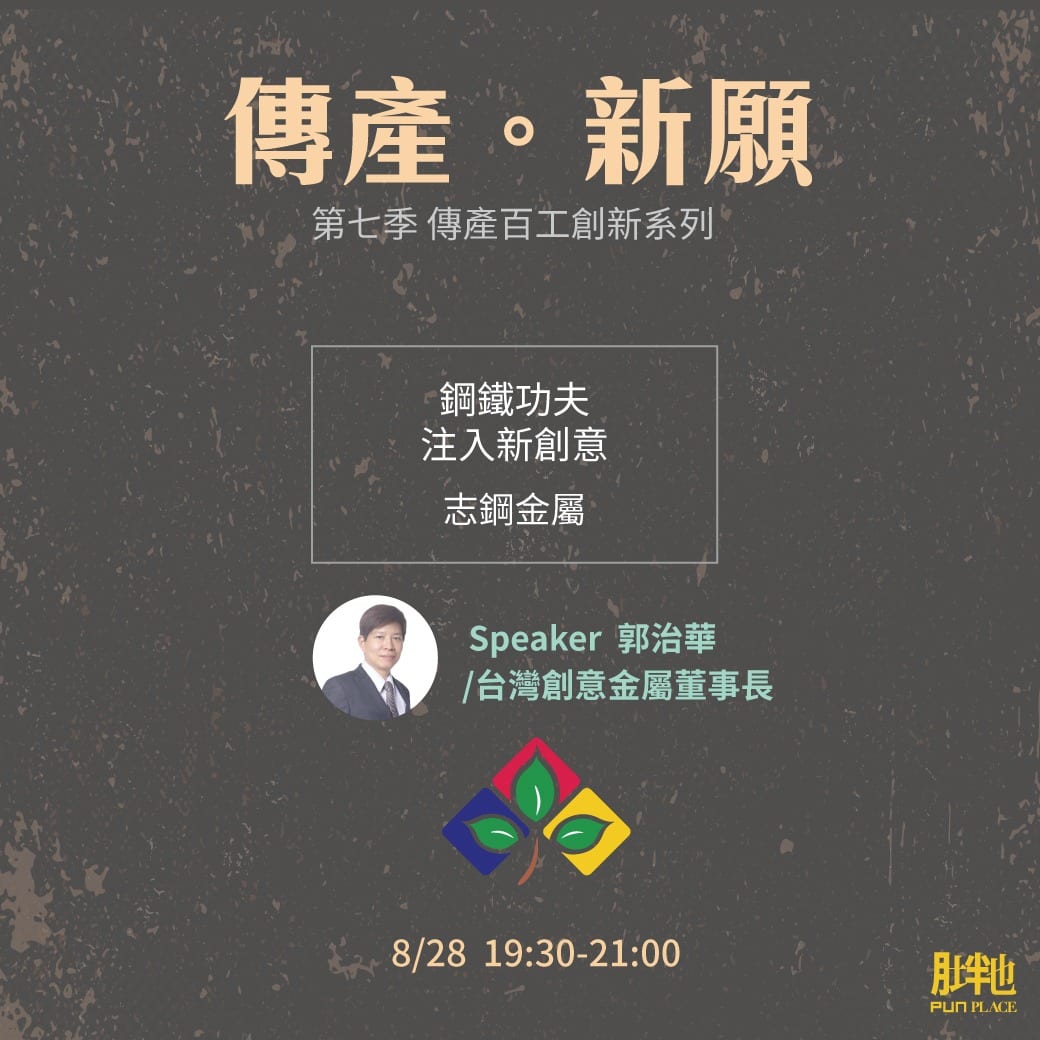 傳產。新願
第七季 傳產百工創新系列
鋼鐵功夫
注入新創意
志鋼金屬
Speaker 郭治華
/台灣創意金屬董事長
8/28 19:30-21:00
肚皮
PUN PLACE